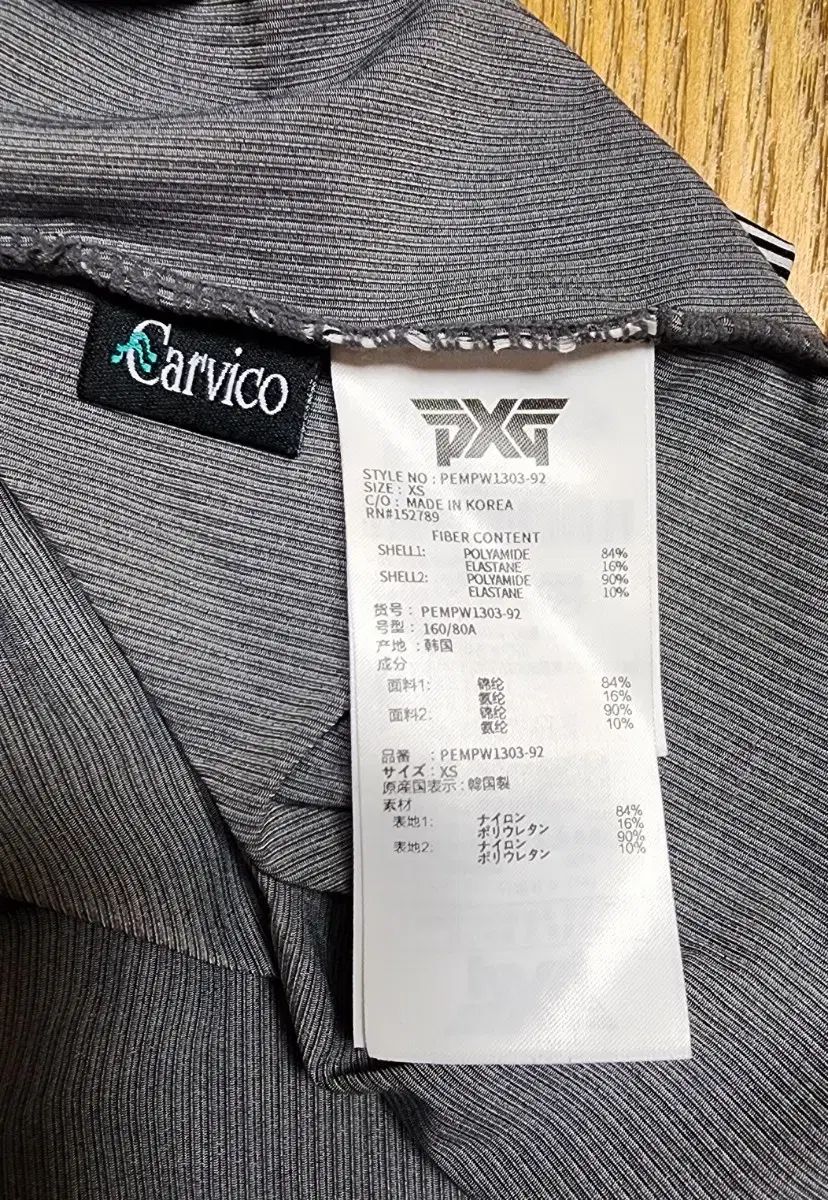 Carvico
PXG
STYLE NO : PEMPW1303-92
SIZE : XS
C/O : MADE IN KOREA
RN#152789
FIBER CONTENT
SHELL1: POLYAMIDE 84%
ELASTANE 16%
SHELL2: POLYAMIDE 90%
ELASTANE 10%
货号 : PEMPW1303-92
号型 : 160/80A
产地 : 韩国
成分
面料1: 锦纶 84%
氨纶 16%
面料2: 锦纶 90%
氨纶 10%
品番 : PEMPW1303-92
サイズ : XS
原産国表示 : 韓国製
素材
表地1: ナイロン 84%
ポリウレタン 16%
表地2: ナイロン 90%
ポリウレタン 10%